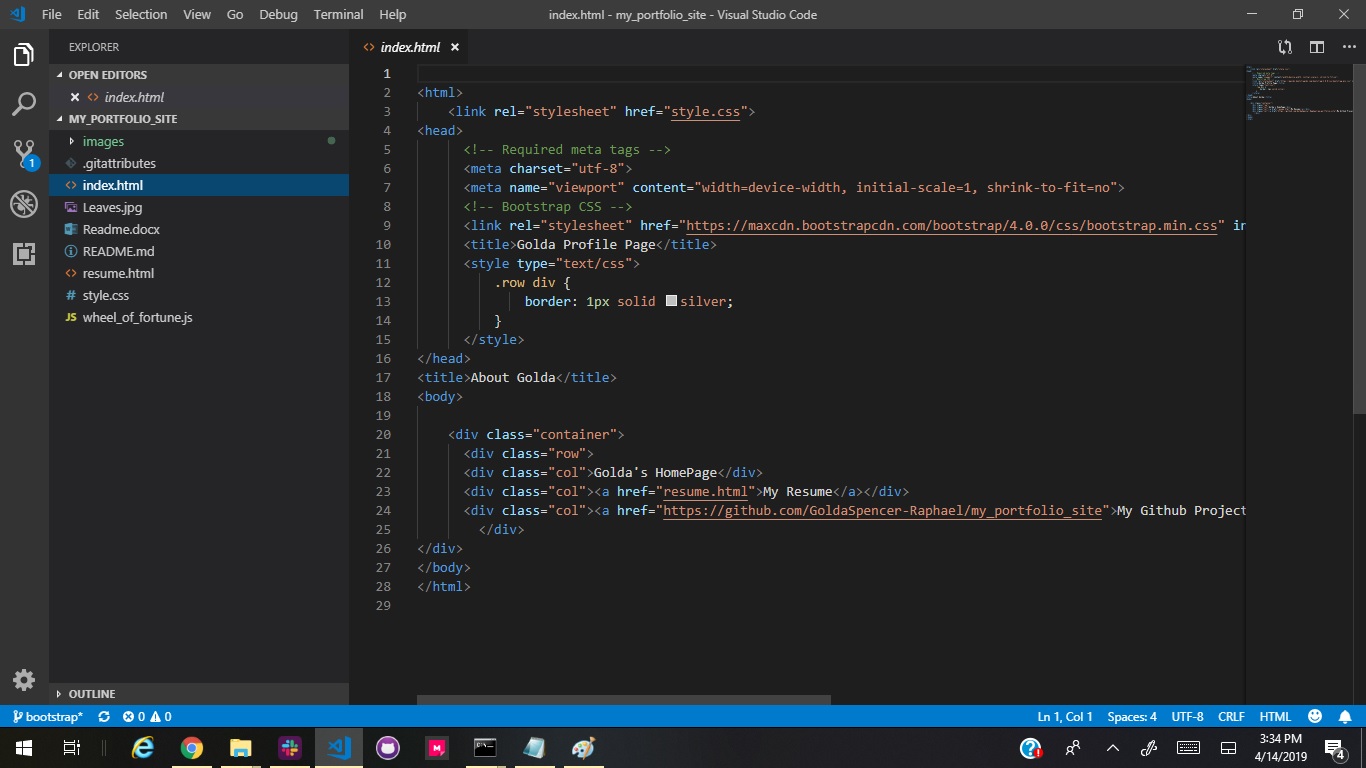 File Edit Selection View Go Debug Terminal Help
index.html - my_portfolio_site - Visual Studio Code
EXPLORER
OPEN EDITORS
index.html
MY_PORTFOLIO_SITE
images
.gitattributes
index.html
Leaves.jpg
Readme.docx
README.md
resume.html
style.css
wheel_of_fortune.js
OUTLINE
1
index.html
1
2 <html>
3 <link rel="stylesheet" href="style.css">
4 <head>
5 <!-- Required meta tags -->
6 <meta charset="utf-8">
7 <meta name="viewport" content="width=device-width, initial-scale=1, shrink-to-fit=no">
8 <!-- Bootstrap CSS -->
9 <link rel="stylesheet" href="https://maxcdn.bootstrapcdn.com/bootstrap/4.0.0/css/bootstrap.min.css" in
10 <title>Golda Profile Page</title>
11 <style type="text/css">
12 .row div {
13 border: 1px solid silver;
14 }
15 </style>
16 </head>
17 <title>About Golda</title>
18 <body>
19
20 <div class="container">
21 <div class="row">
22 <div class="col">Golda's HomePage</div>
23 <div class="col"><a href="resume.html">My Resume</a></div>
24 <div class="col"><a href="https://github.com/GoldaSpencer-Raphael/my_portfolio_site">My Github Project
25 </div>
26 </div>
27 </body>
28 </html>
29
bootstrap* 0 0
Ln 1, Col 1 Spaces: 4 UTF-8 CRLF HTML
3:34 PM
4/14/2019
4